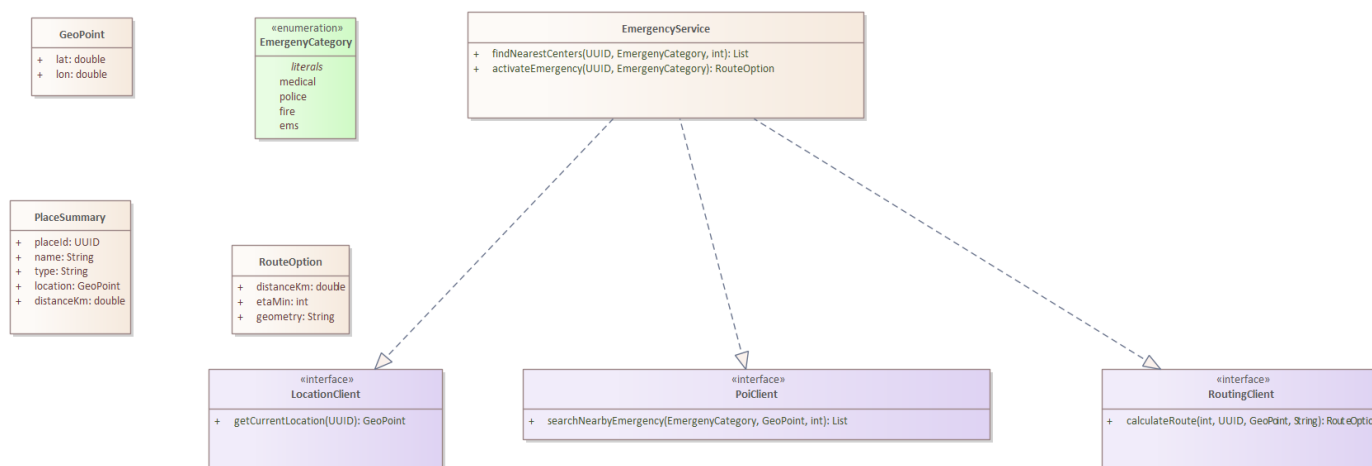 GeoPoint
+ lat: double
+ lon: double
«enumeration»
EmergenyCategory
literals
medical
police
fire
ems
EmergencyService
+ findNearestCenters(UUID, EmergenyCategory, int): List
+ activateEmergency(UUID, EmergenyCategory): RouteOption
PlaceSummary
+ placeId: UUID
+ name: String
+ type: String
+ location: GeoPoint
+ distanceKm: double
RouteOption
+ distanceKm: double
+ etaMin: int
+ geometry: String
«interface»
LocationClient
+ getCurrentLocation(UUID): GeoPoint
«interface»
PoiClient
+ searchNearbyEmergency(EmergenyCategory, GeoPoint, int): List
«interface»
RoutingClient
+ calculateRoute(int, UUID, GeoPoint, String): RouteOptio